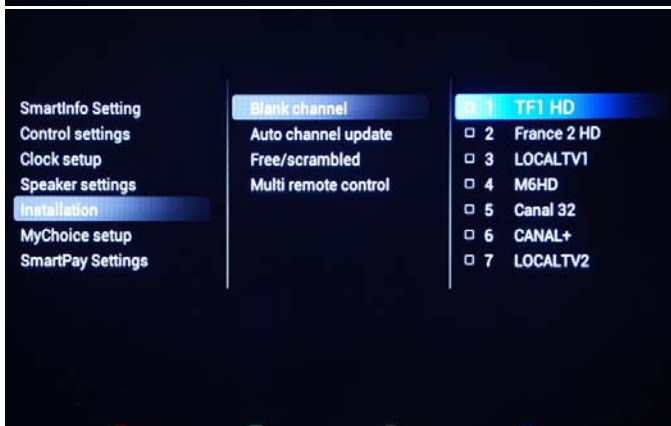 SmartInfo Setting
Control settings
Clock setup
Speaker settings
Installation
MyChoice setup
SmartPay Settings
Blank channel
Auto channel update
Free/scrambled
Multi remote control
1 TF1 HD
2 France 2 HD
3 LOCALTV1
4 M6HD
5 Canal 32
6 CANAL+
7 LOCALTV2